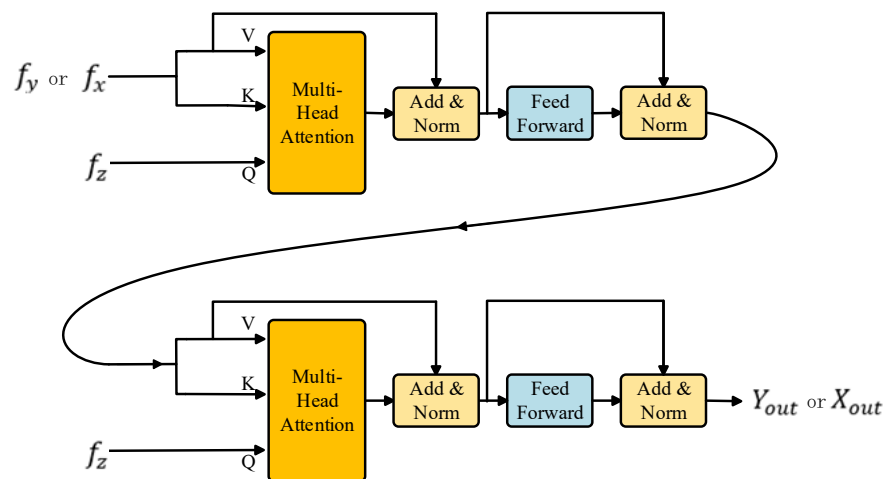 V
f_y or f_x
K
Multi-
Head
Attention
Add &
Norm
Feed
Forward
Add &
Norm
f_z
Q
V
K
Multi-
Head
Attention
Add &
Norm
Feed
Forward
Add &
Norm
Y_out or X_out
f_z
Q